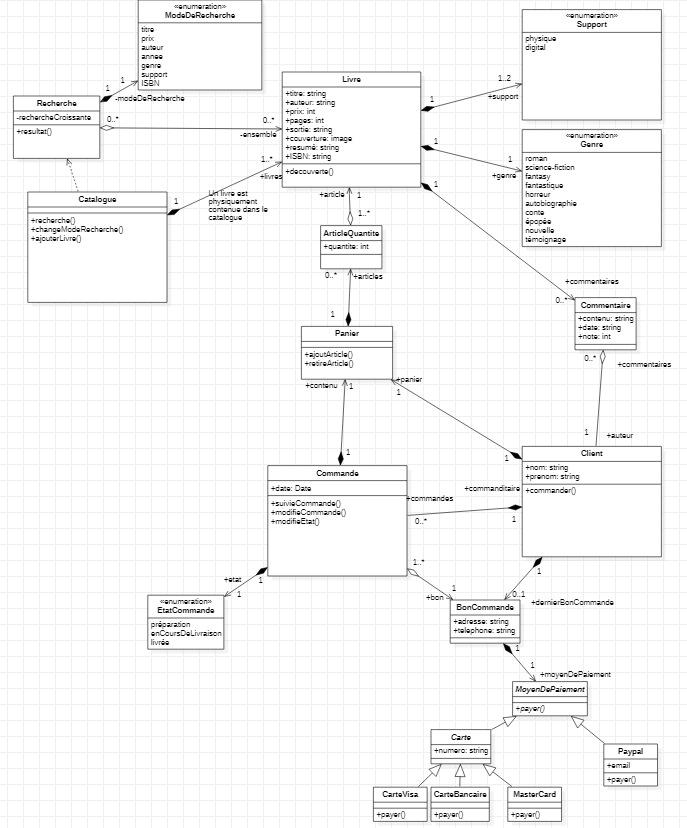 «enumeration»
ModeDeRecherche
titre
prix
auteur
annee
genre
support
ISBN
«enumeration»
Support
physique
digital
Livre
+titre: string
+auteur: string
+prix: int
+pages: int
+sortie: string
+couverture: image
+resumé: string
+ISBN: string
+decouverte()
Recherche
-rechercheCroissante
+resultat()
1
1
-modeDeRecherche
0..*
0..*
-ensemble
1
1..2
+support
«enumeration»
Genre
roman
science-fiction
fantasy
fantastique
horreur
autobiographie
conte
épopée
nouvelle
témoignage
1
1
+genre
1
1..*
+livres
Catalogue
+recherche()
+changeModeRecherche()
+ajouterLivre()
1
Un livre est
physiquement
contenue dans le
catalogue
+article
1
1..*
ArticleQuantite
+quantite: int
0..*
+articles
1
+commentaires
0..*
Commentaire
+contenu: string
+date: string
+note: int
0..*
+commentaires
Panier
+ajoutArticle()
+retireArticle()
+contenu
1
+panier
1
1
+auteur
Client
+nom: string
+prenom: string
+commander()
1
1
Commande
+date: Date
+suivieCommande()
+modifieCommande()
+modifieEtat()
+commandes
0..*
+commanditaire
1
1
+etat
1
«enumeration»
EtatCommande
préparation
enCoursDeLivraison
livrée
1..*
1
+bon
1
0..1
+dernierBonCommande
BonCommande
+adresse: string
+telephone: string
1
1
+moyenDePaiement
MoyenDePaiement
+payer()
Carte
+numero: string
Paypal
+email
+payer()
CarteVisa
+payer()
CarteBancaire
+payer()
MasterCard
+payer()